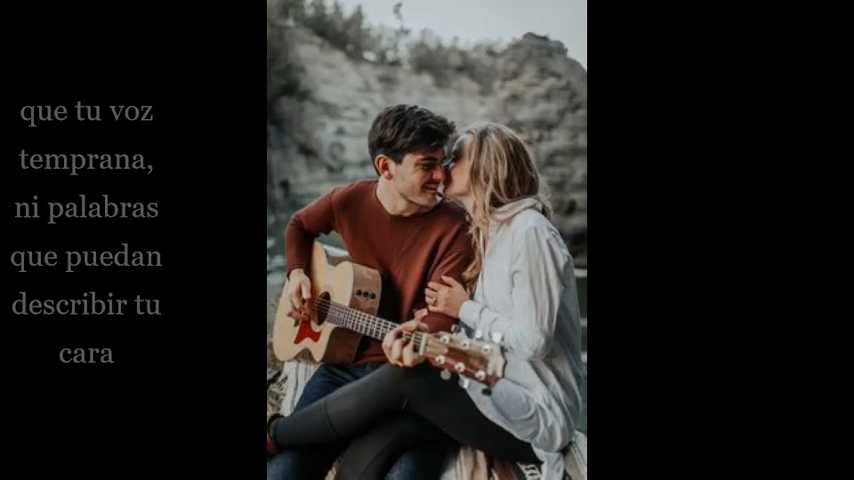 que tu voz
temprana,
ni palabras
que puedan
describir tu
cara